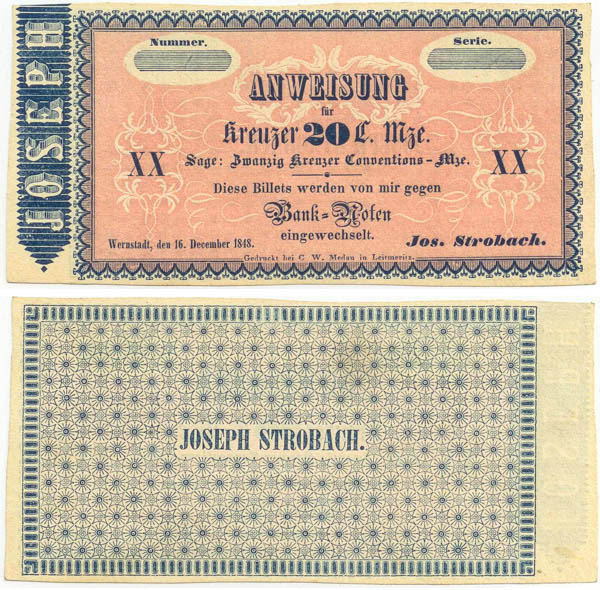 JOSEPH
Nummer.
Serie.
ANWEISUNG
für
Kreuzer 20 C. Mze.
XX
XX
Sage: Zwanzig Kreuzer Conventions-Mze.
Diese Billets werden von mir gegen
Bank-Noten
eingewechselt.
Wernstadt, den 16. December 1848.
Jos. Strobach.
Gedruckt bei C. W. Medau in Leitmeritz.
JOSEPH STROBACH.